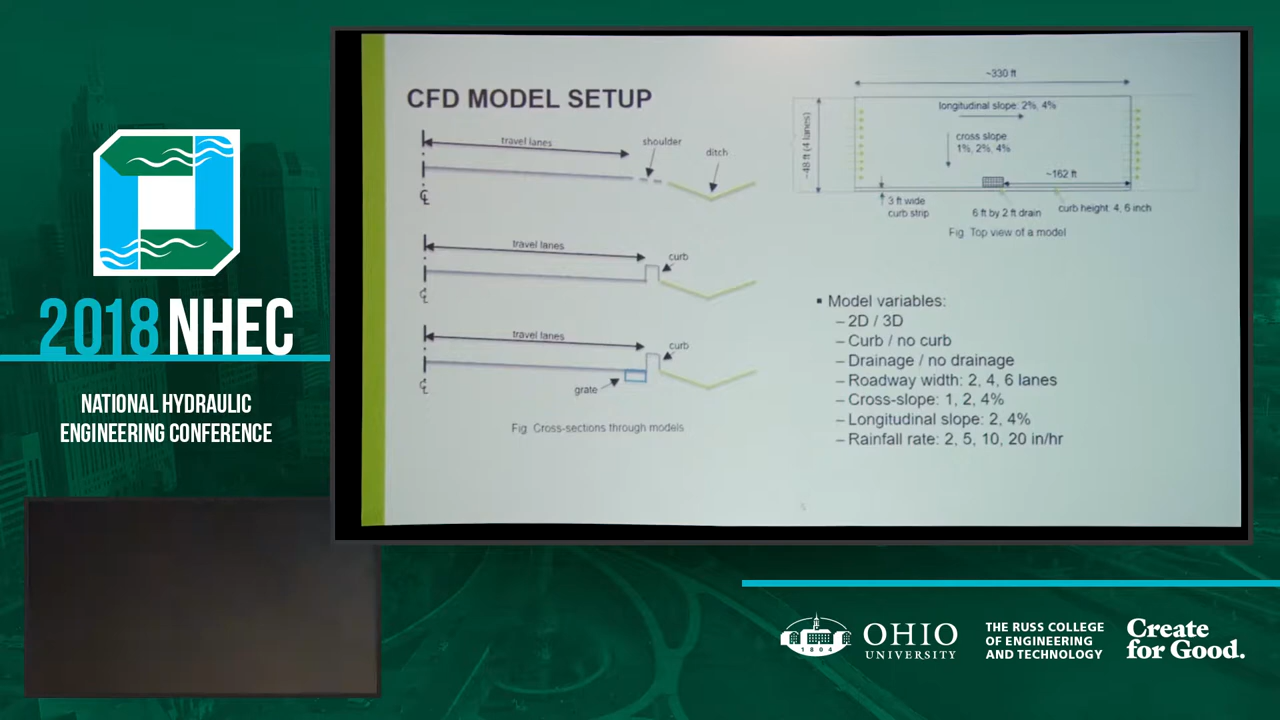 2018 NHEC
NATIONAL HYDRAULIC
ENGINEERING CONFERENCE
CFD MODEL SETUP
travel lanes
shoulder
ditch
travel lanes
curb
travel lanes
curb
grate
Fig. Cross-sections through models
~330 ft
longitudinal slope: 2%, 4%
~48 ft (4 lanes)
cross slope
1%, 2%, 4%
~162 ft
3 ft wide
curb strip
6 ft by 2 ft drain
curb height: 4, 6 inch
Fig. Top view of a model
▪ Model variables:
– 2D / 3D
– Curb / no curb
– Drainage / no drainage
– Roadway width: 2, 4, 6 lanes
– Cross-slope: 1, 2, 4%
– Longitudinal slope: 2, 4%
– Rainfall rate: 2, 5, 10, 20 in/hr
1804
OHIO
UNIVERSITY
THE RUSS COLLEGE
OF ENGINEERING
AND TECHNOLOGY
Create
for Good.